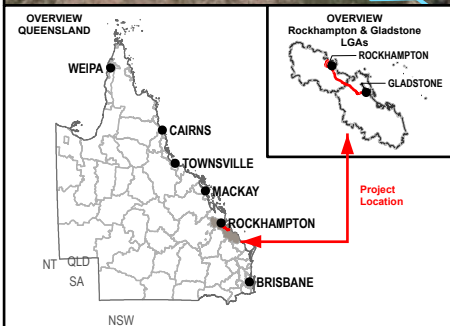 OVERVIEW
QUEENSLAND
WEIPA
CAIRNS
TOWNSVILLE
MACKAY
ROCKHAMPTON
BRISBANE
NT
QLD
SA
NSW
OVERVIEW
Rockhampton & Gladstone
LGAs
ROCKHAMPTON
GLADSTONE
Project
Location